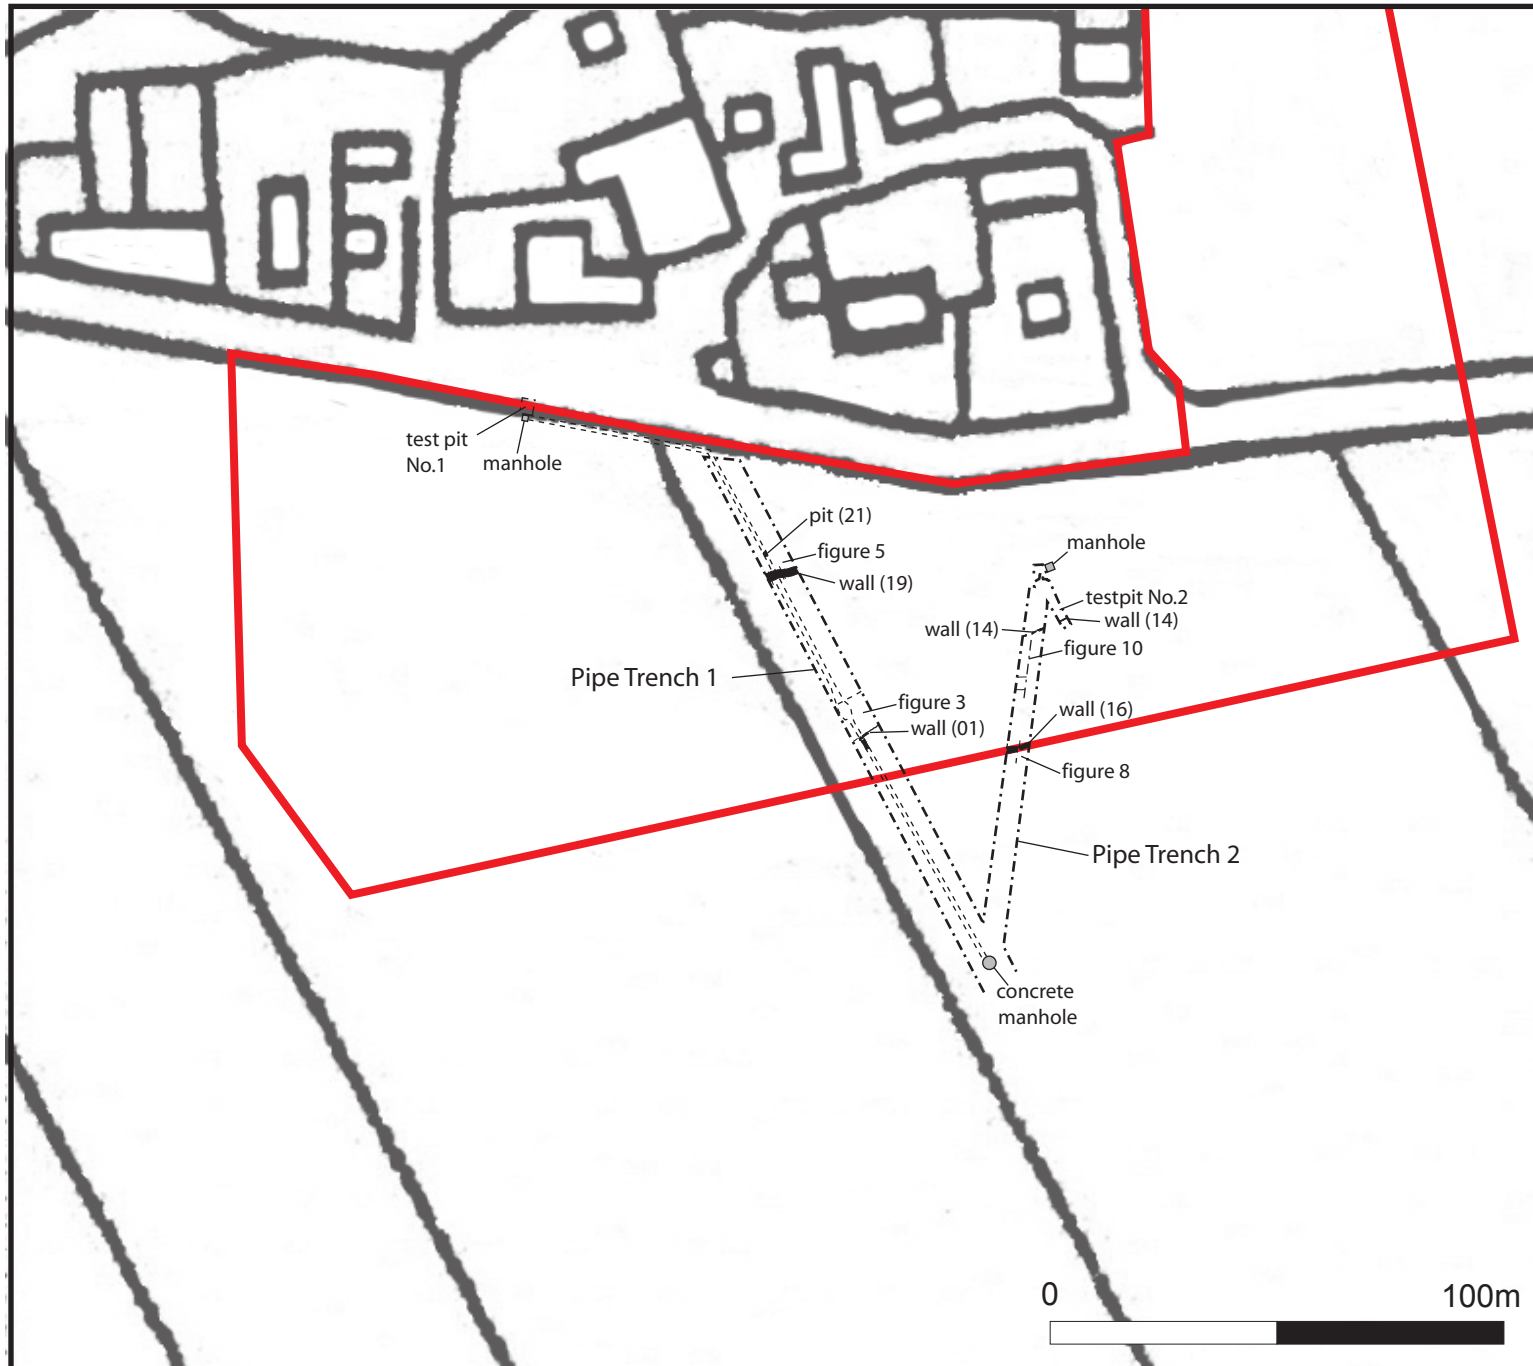 test pit
No.1
manhole
pit (21)
figure 5
wall (19)
manhole
testpit No.2
wall (14)
wall (14)
figure 10
Pipe Trench 1
figure 3
wall (01)
wall (16)
figure 8
Pipe Trench 2
concrete
manhole
0
100m